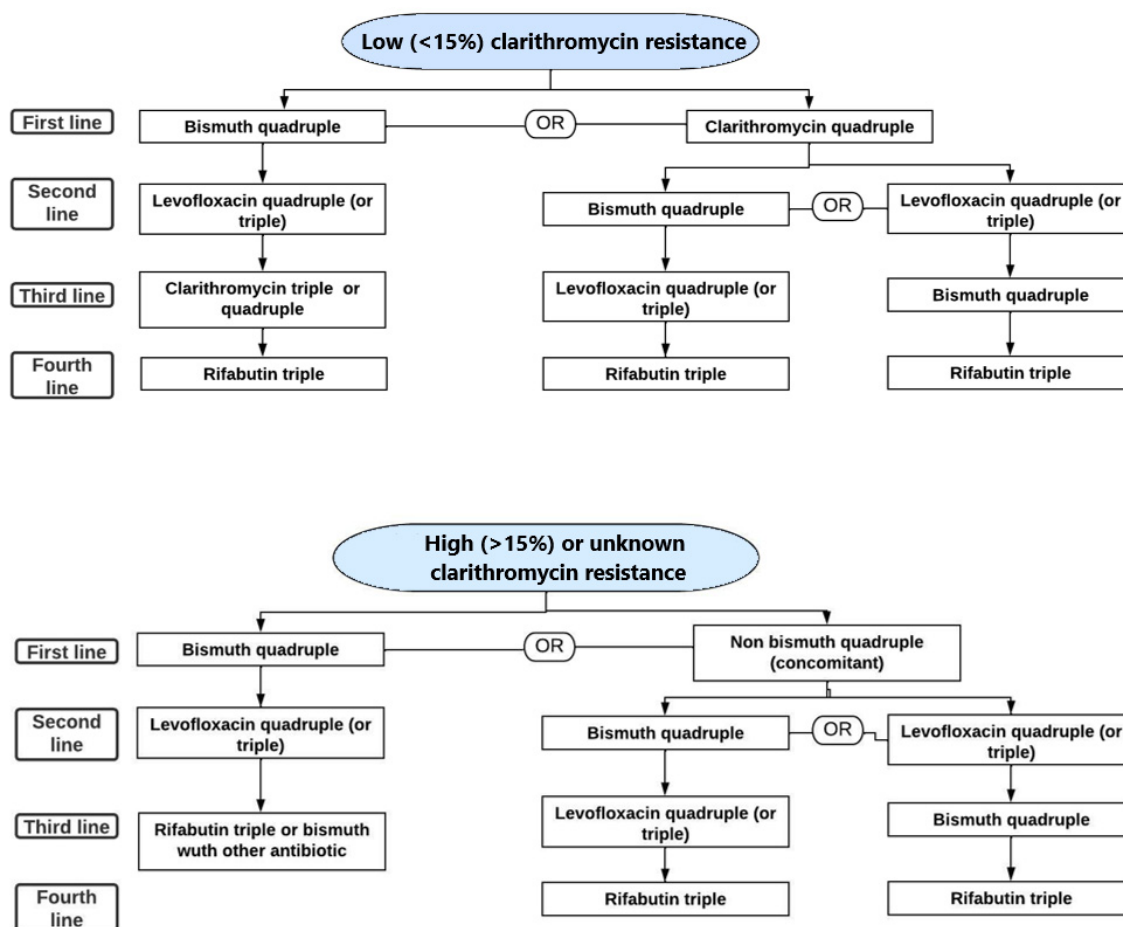 Low (<15%) clarithromycin resistance
First line
Bismuth quadruple
OR
Clarithromycin quadruple
Second
line
Levofloxacin quadruple (or
triple)
Bismuth quadruple
OR
Levofloxacin quadruple (or
triple)
Third line
Clarithromycin triple or
quadruple
Levofloxacin quadruple (or
triple)
Bismuth quadruple
Fourth
line
Rifabutin triple
Rifabutin triple
Rifabutin triple
High (>15%) or unknown
clarithromycin resistance
First line
Bismuth quadruple
OR
Non bismuth quadruple
(concomitant)
Second
line
Levofloxacin quadruple (or
triple)
Bismuth quadruple
OR
Levofloxacin quadruple (or
triple)
Third line
Rifabutin triple or bismuth
wuth other antibiotic
Levofloxacin quadruple (or
triple)
Bismuth quadruple
Fourth
line
Rifabutin triple
Rifabutin triple